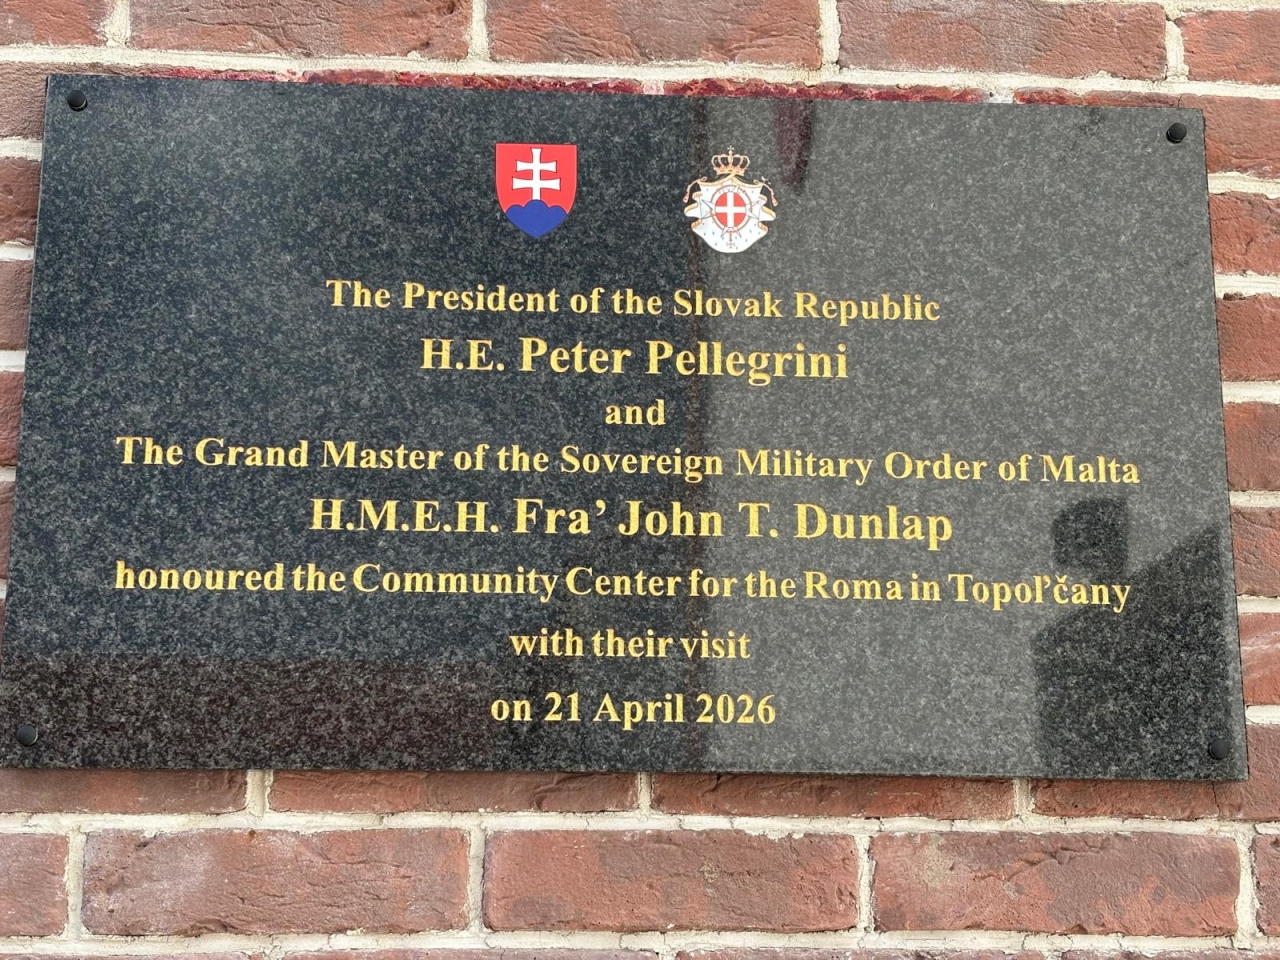 The President of the Slovak Republic
H.E. Peter Pellegrini
and
The Grand Master of the Sovereign Military Order of Malta
H.M.E.H. Fra’ John T. Dunlap
honoured the Community Center for the Roma in Topoľčany
with their visit
on 21 April 2026